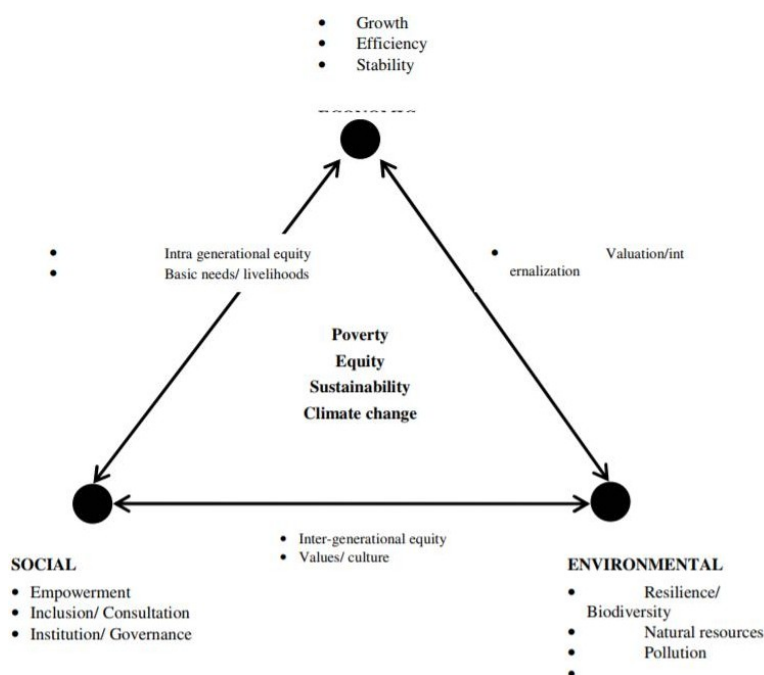 • Growth
• Efficiency
• Stability
• Intra generational equity
• Basic needs/ livelihoods
• Valuation/int
ernalization
Poverty
Equity
Sustainability
Climate change
• Inter-generational equity
• Values/ culture
SOCIAL
• Empowerment
• Inclusion/ Consultation
• Institution/ Governance
ENVIRONMENTAL
• Resilience/
Biodiversity
• Natural resources
• Pollution
•